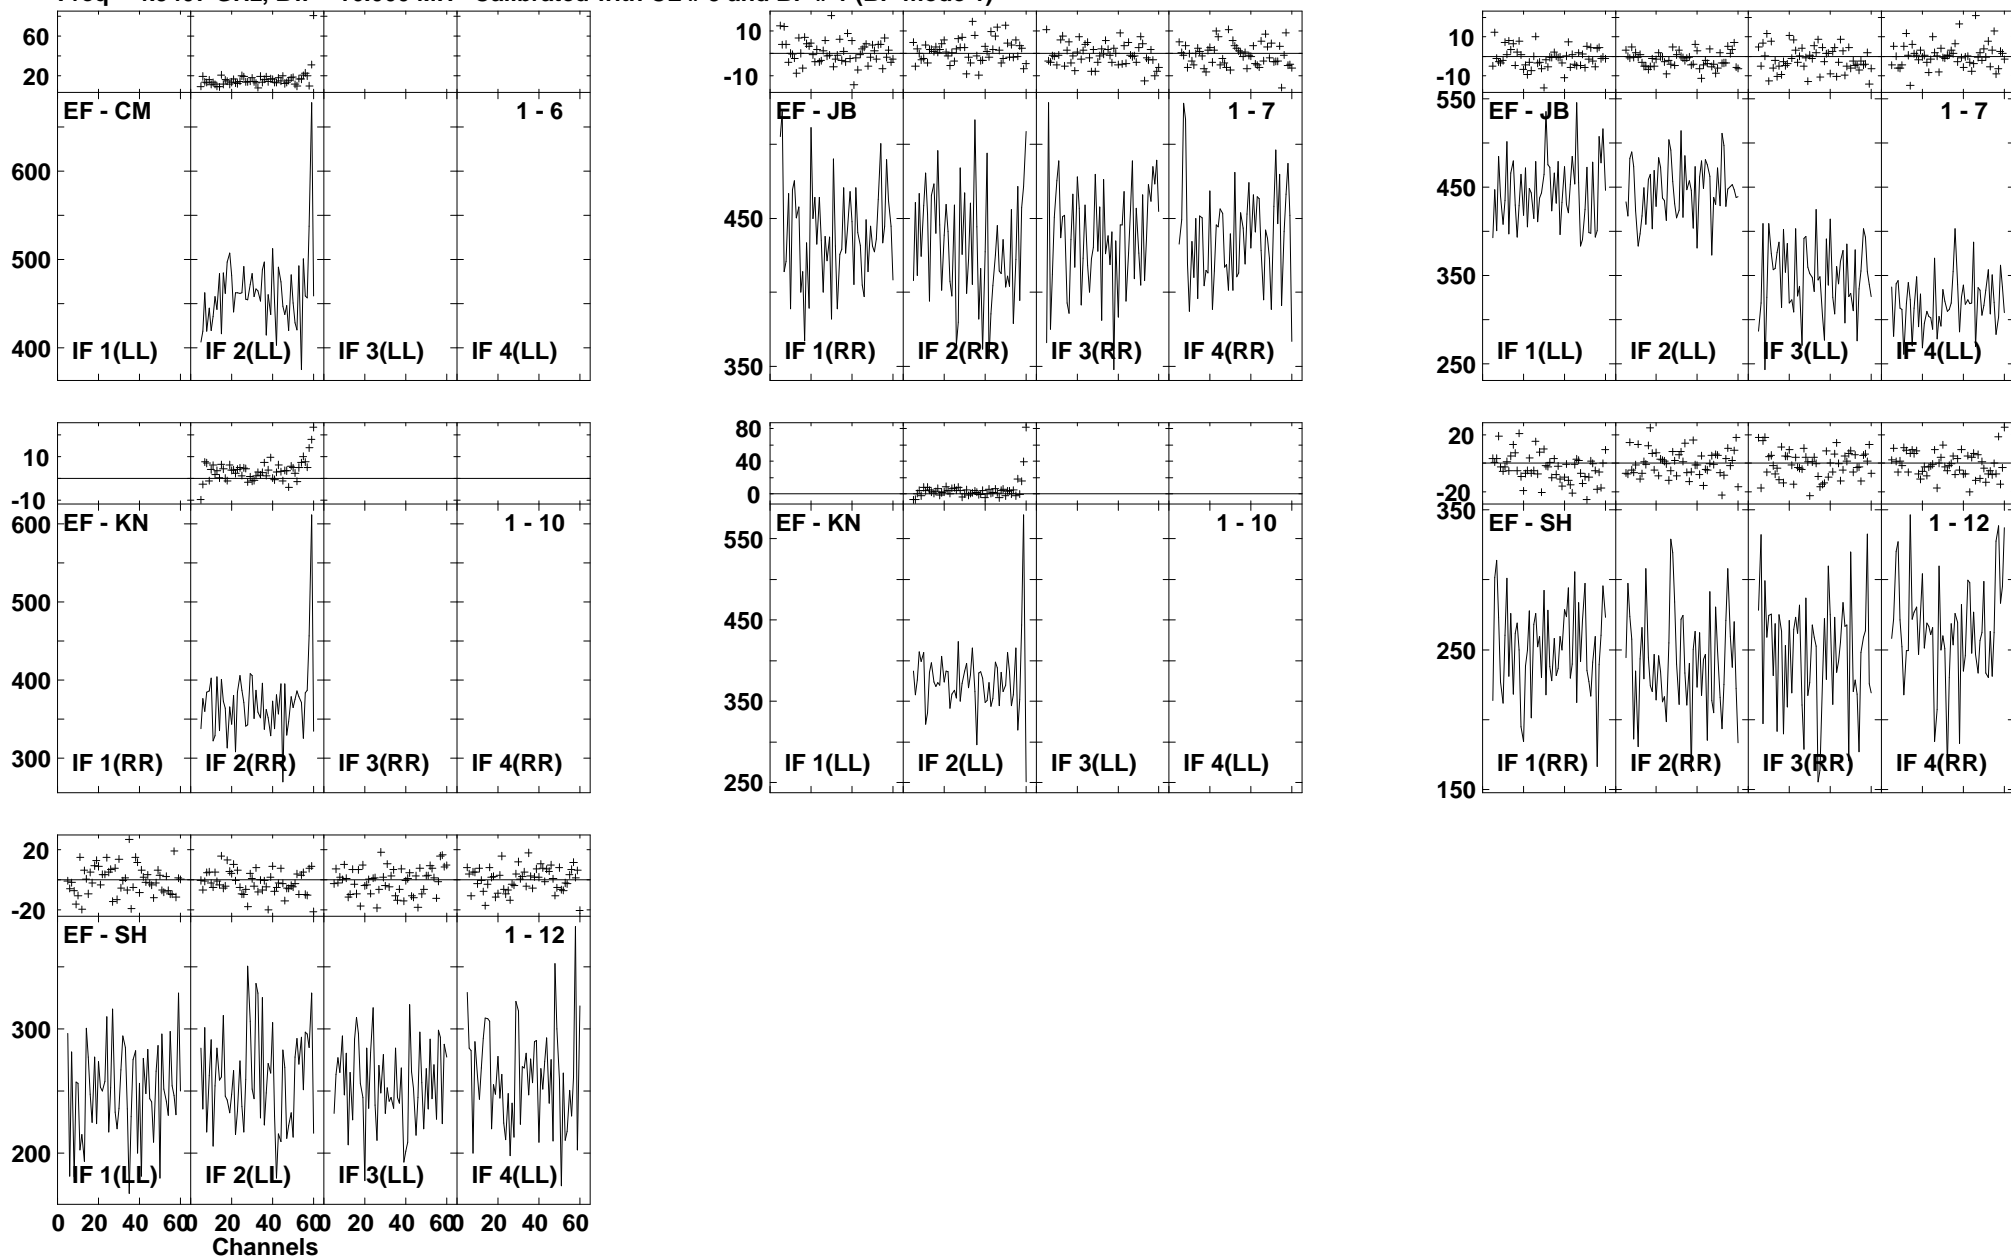 60
20
EF - CM 1 - 6
600
500
400
IF 1(LL) IF 2(LL) IF 3(LL) IF 4(LL)
10
-10
EF - JB 1 - 7
450
350
IF 1(RR) IF 2(RR) IF 3(RR) IF 4(RR)
10
-10
550
EF - JB 1 - 7
450
350
250
IF 1(LL) IF 2(LL) IF 3(LL) IF 4(LL)
10
-10
600
EF - KN 1 - 10
500
400
300
IF 1(RR) IF 2(RR) IF 3(RR) IF 4(RR)
80
40
0
EF - KN 1 - 10
550
450
350
250
IF 1(LL) IF 2(LL) IF 3(LL) IF 4(LL)
20
-20
350
EF - SH 1 - 12
250
150
IF 1(RR) IF 2(RR) IF 3(RR) IF 4(RR)
20
-20
EF - SH 1 - 12
300
200
IF 1(LL) IF 2(LL) IF 3(LL) IF 4(LL)
0 20 40 60 0 20 40 60 0 20 40 60 0 20 40 60
Channels